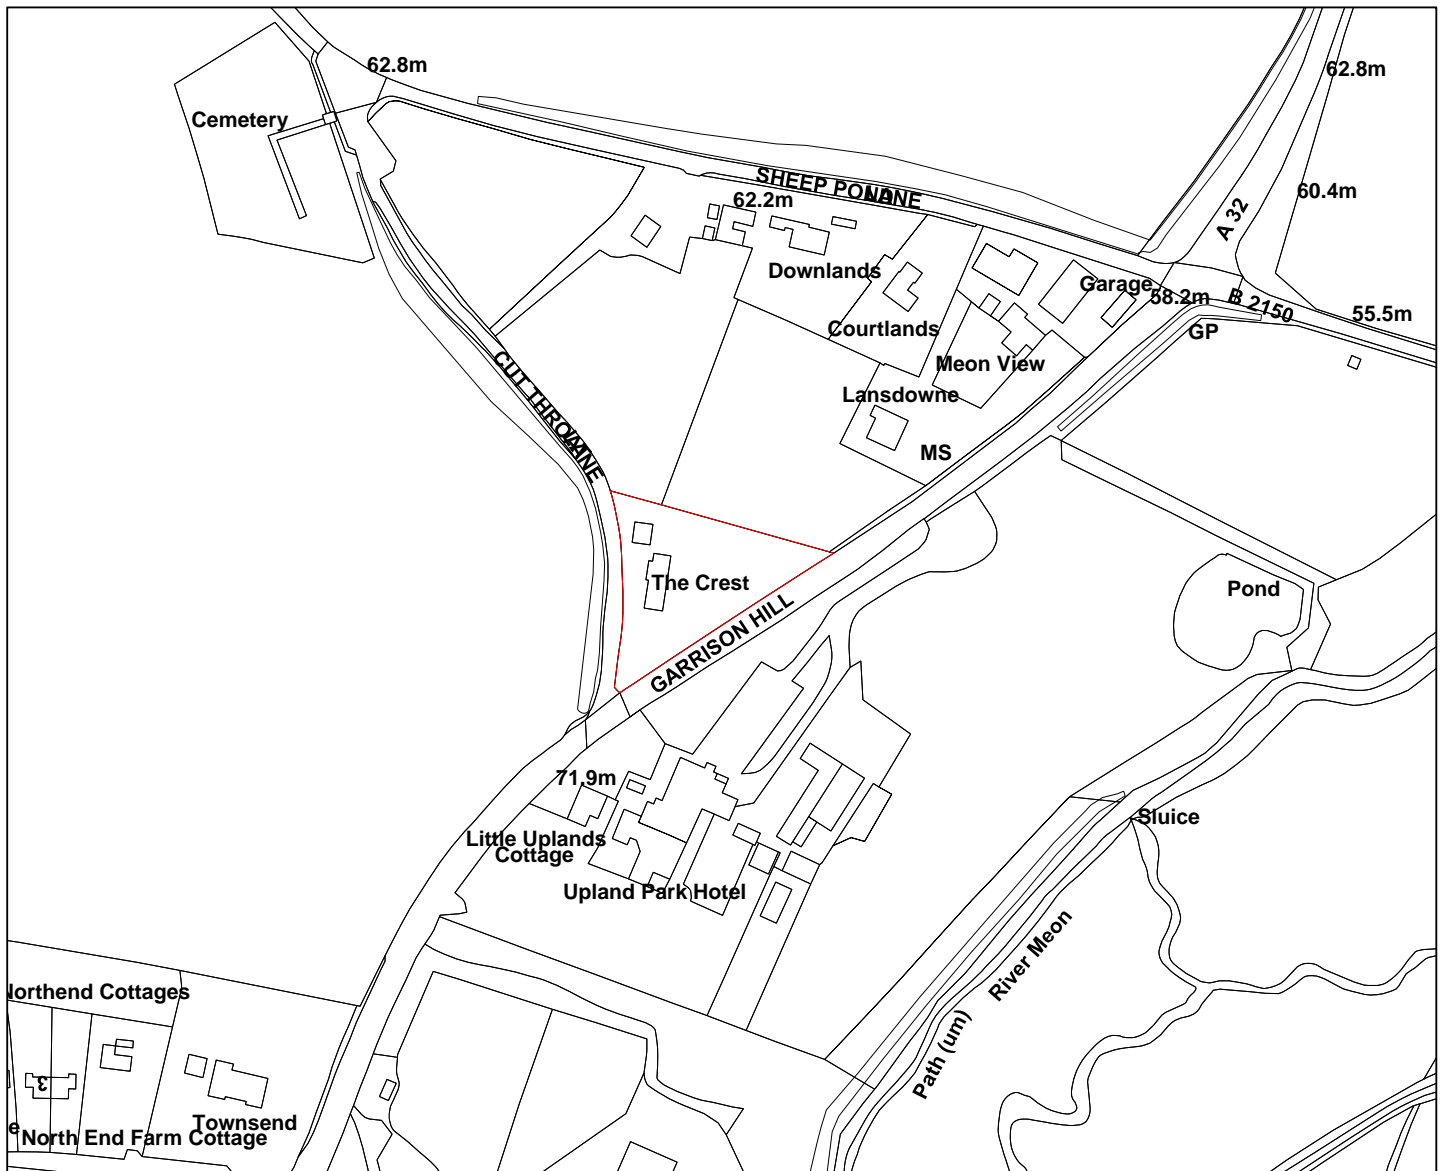 62.8m
62.8m
Cemetery
SHEEP POND LANE
62.2m
60.4m
A 32
Downlands
Garage
58.2m
B 2150
55.5m
Courtlands
GP
Meon View
CUT THROAT LANE
Lansdowne
MS
The Crest
Pond
GARRISON HILL
71.9m
Sluice
Little Uplands
Cottage
Upland Park Hotel
River Meon
Northend Cottages
Path (um)
3
Townsend
e
North End Farm Cottage